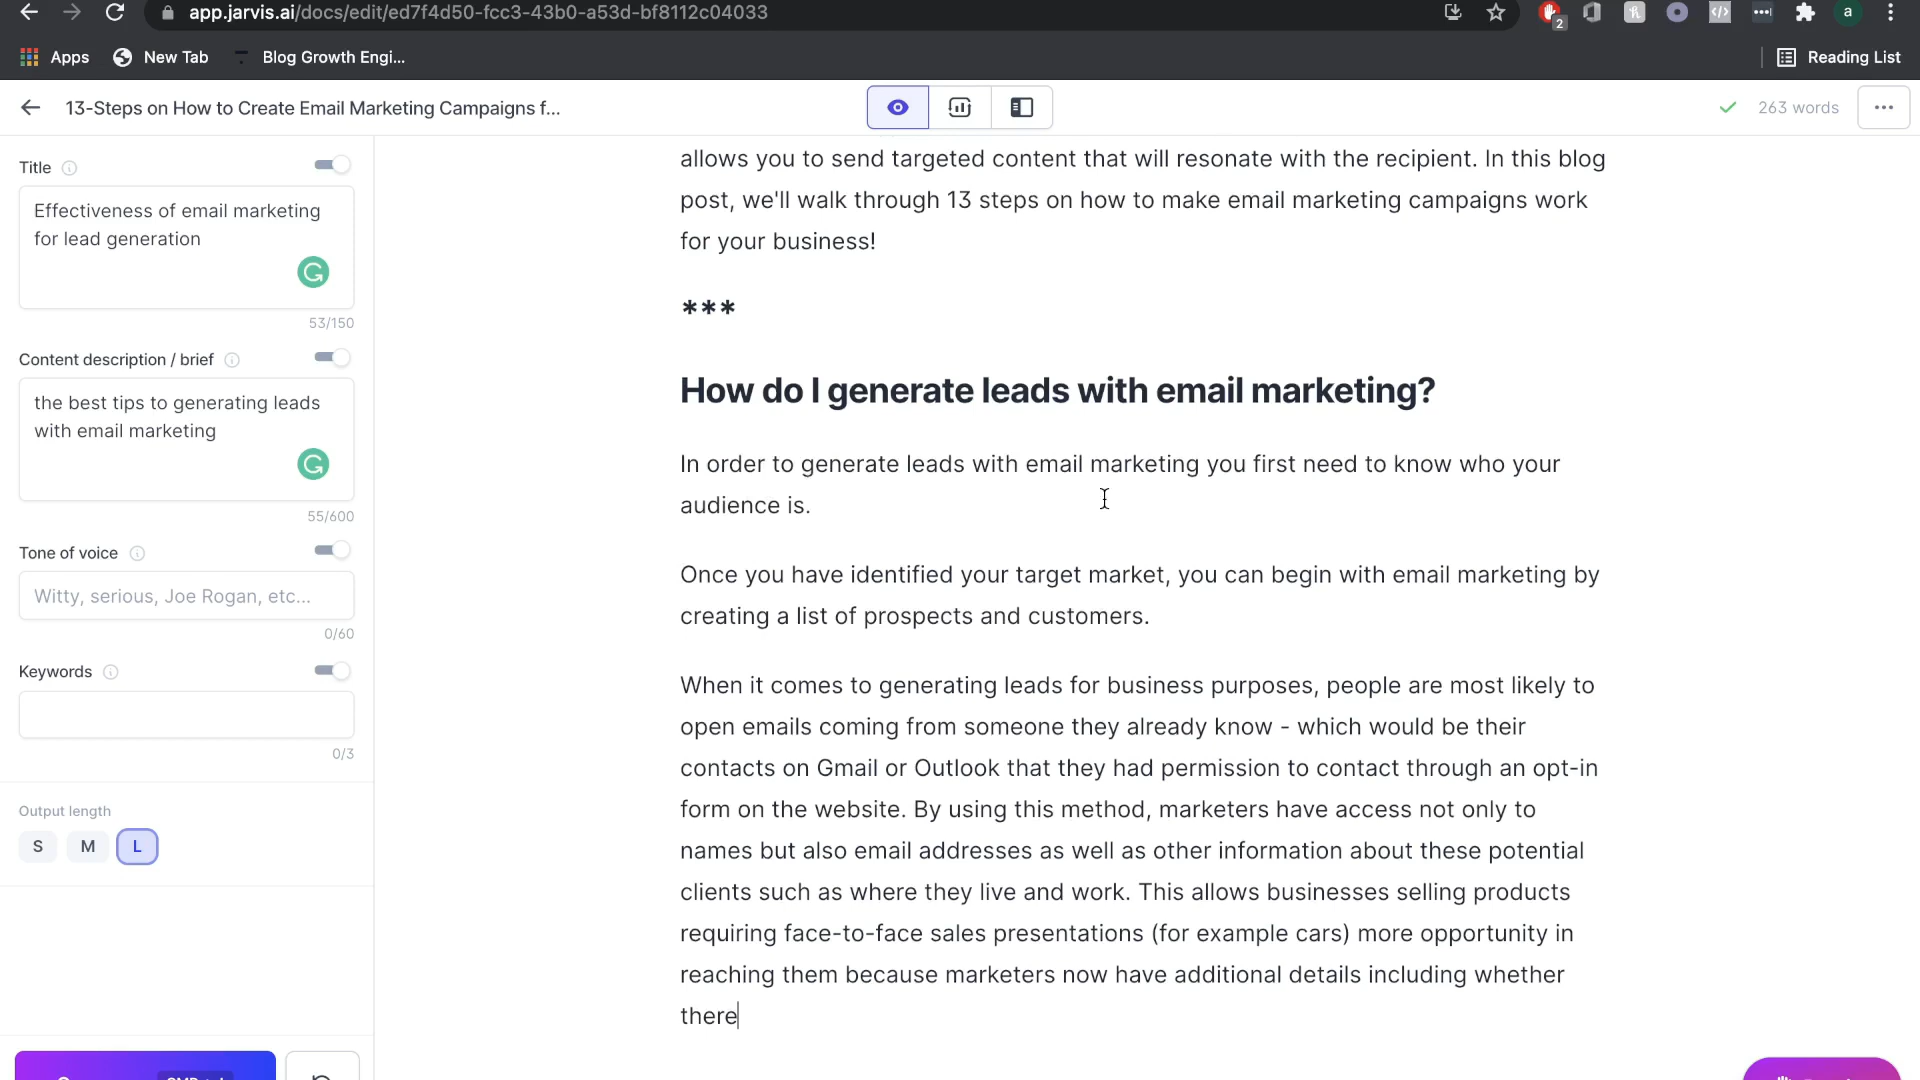 app.jarvis.ai/docs/edit/ed7f4d50-fcc3-43b0-a53d-bf8112c04033
2
a
Apps
New Tab
Blog Growth Engi...
Reading List
13-Steps on How to Create Email Marketing Campaigns f...
263 words
Title
Effectiveness of email marketing
for lead generation
53/150
Content description / brief
the best tips to generating leads
with email marketing
55/600
Tone of voice
Witty, serious, Joe Rogan, etc...
0/60
Keywords
0/3
Output length
S M L
allows you to send targeted content that will resonate with the recipient. In this blog
post, we'll walk through 13 steps on how to make email marketing campaigns work
for your business!
***
How do I generate leads with email marketing?
In order to generate leads with email marketing you first need to know who your
audience is.
Once you have identified your target market, you can begin with email marketing by
creating a list of prospects and customers.
When it comes to generating leads for business purposes, people are most likely to
open emails coming from someone they already know - which would be their
contacts on Gmail or Outlook that they had permission to contact through an opt-in
form on the website. By using this method, marketers have access not only to
names but also email addresses as well as other information about these potential
clients such as where they live and work. This allows businesses selling products
requiring face-to-face sales presentations (for example cars) more opportunity in
reaching them because marketers now have additional details including whether
there